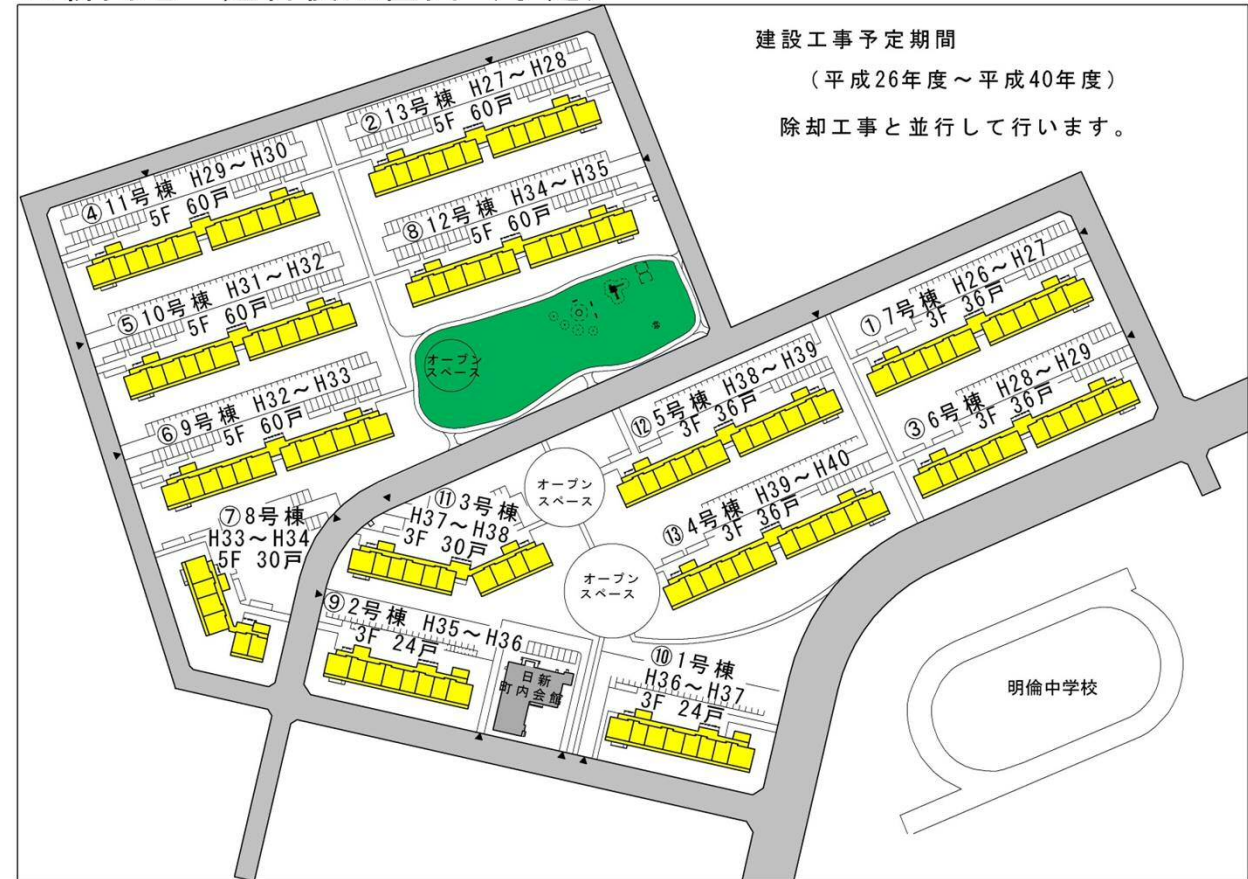 建設工事予定期間
（平成26年度～平成40年度）
除却工事と並行して行います。
②13号棟 H27～H28
5F 60戸
④11号棟 H29～H30
5F 60戸
⑧12号棟 H34～H35
5F 60戸
⑤10号棟 H31～H32
5F 60戸
①7号棟 H26～H27
3F 36戸
オープン
スペース
⑥9号棟 H32～H33
5F 60戸
⑫5号棟 H38～H39
3F 36戸
③6号棟 H28～H29
3F 36戸
オープン
スペース
⑦8号棟
H33～H34
5F 30戸
⑪3号棟
H37～H38
3F 30戸
⑬4号棟 H39～H40
3F 36戸
オープン
スペース
⑨2号棟 H35～H36
3F 24戸
日新
町内会館
⑩1号棟
H36～H37
3F 24戸
明倫中学校